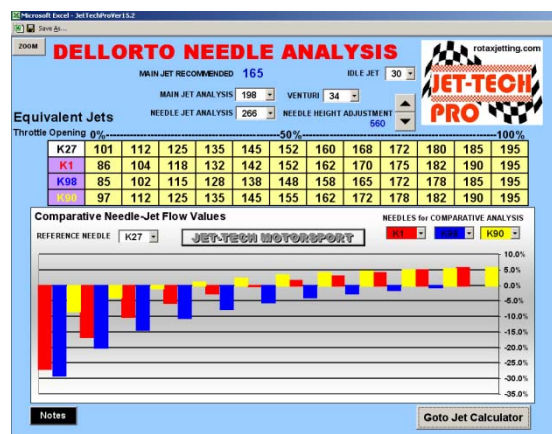 Microsoft Excel - JetTechProVer15.2
Save As...
ZOOM
DELLORTO NEEDLE ANALYSIS
rotaxjetting.com
JET-TECH
PRO
MAIN JET RECOMMENDED 165
IDLE JET 30
MAIN JET ANALYSIS 198
VENTURI 34
NEEDLE JET ANALYSIS 266
NEEDLE HEIGHT ADJUSTMENT
560
Equivalent Jets
Throttle Opening 0%
50%
100%
K27 101 112 125 135 145 152 160 168 172 180 185 195
K1 86 104 118 132 142 152 162 170 175 182 190 195
K98 85 102 115 128 138 148 158 165 172 178 185 195
K90 97 112 125 135 145 155 162 172 178 182 190 195
Comparative Needle-Jet Flow Values
NEEDLES for COMPARATIVE ANALYSIS
REFERENCE NEEDLE K27
JET-TECH MOTORSPORT
K1 K98 K90
10.0%
5.0%
0.0%
-5.0%
-10.0%
-15.0%
-20.0%
-25.0%
-30.0%
-35.0%
Notes
Goto Jet Calculator